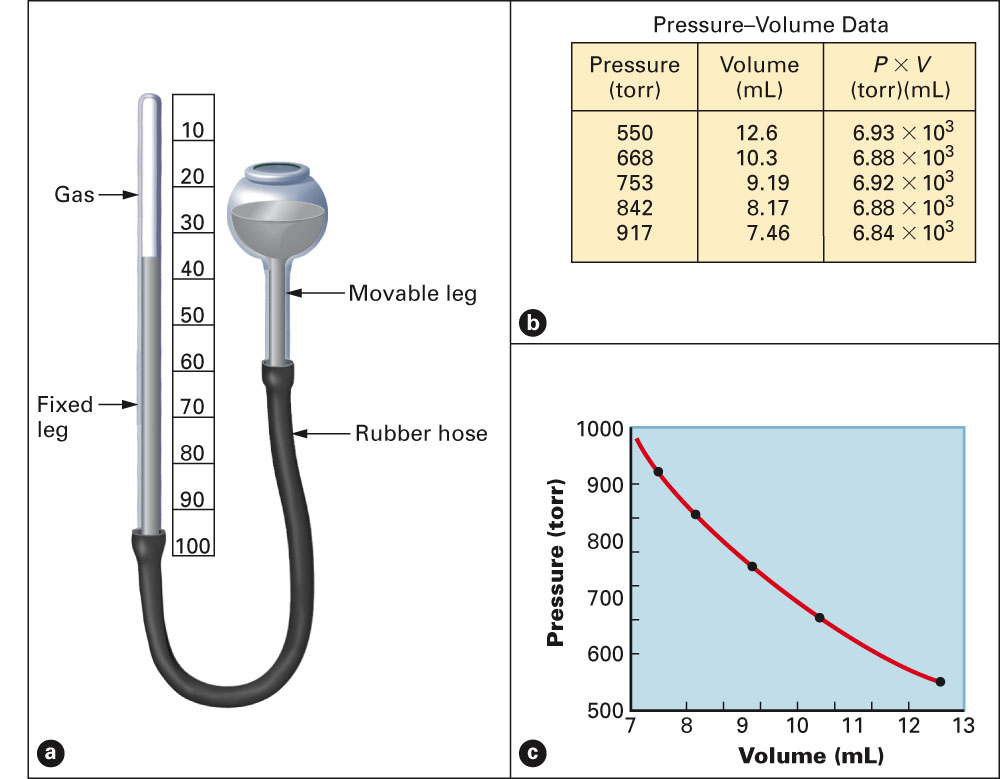 Gas
Fixed
leg
10
20
30
40
50
60
70
80
90
100
Movable leg
Rubber hose
a
Pressure–Volume Data
Pressure Volume P × V
(torr) (mL) (torr)(mL)
550 12.6 6.93 × 10³
668 10.3 6.88 × 10³
753 9.19 6.92 × 10³
842 8.17 6.88 × 10³
917 7.46 6.84 × 10³
b
Pressure (torr)
1000
900
800
700
600
500
7 8 9 10 11 12 13
Volume (mL)
c